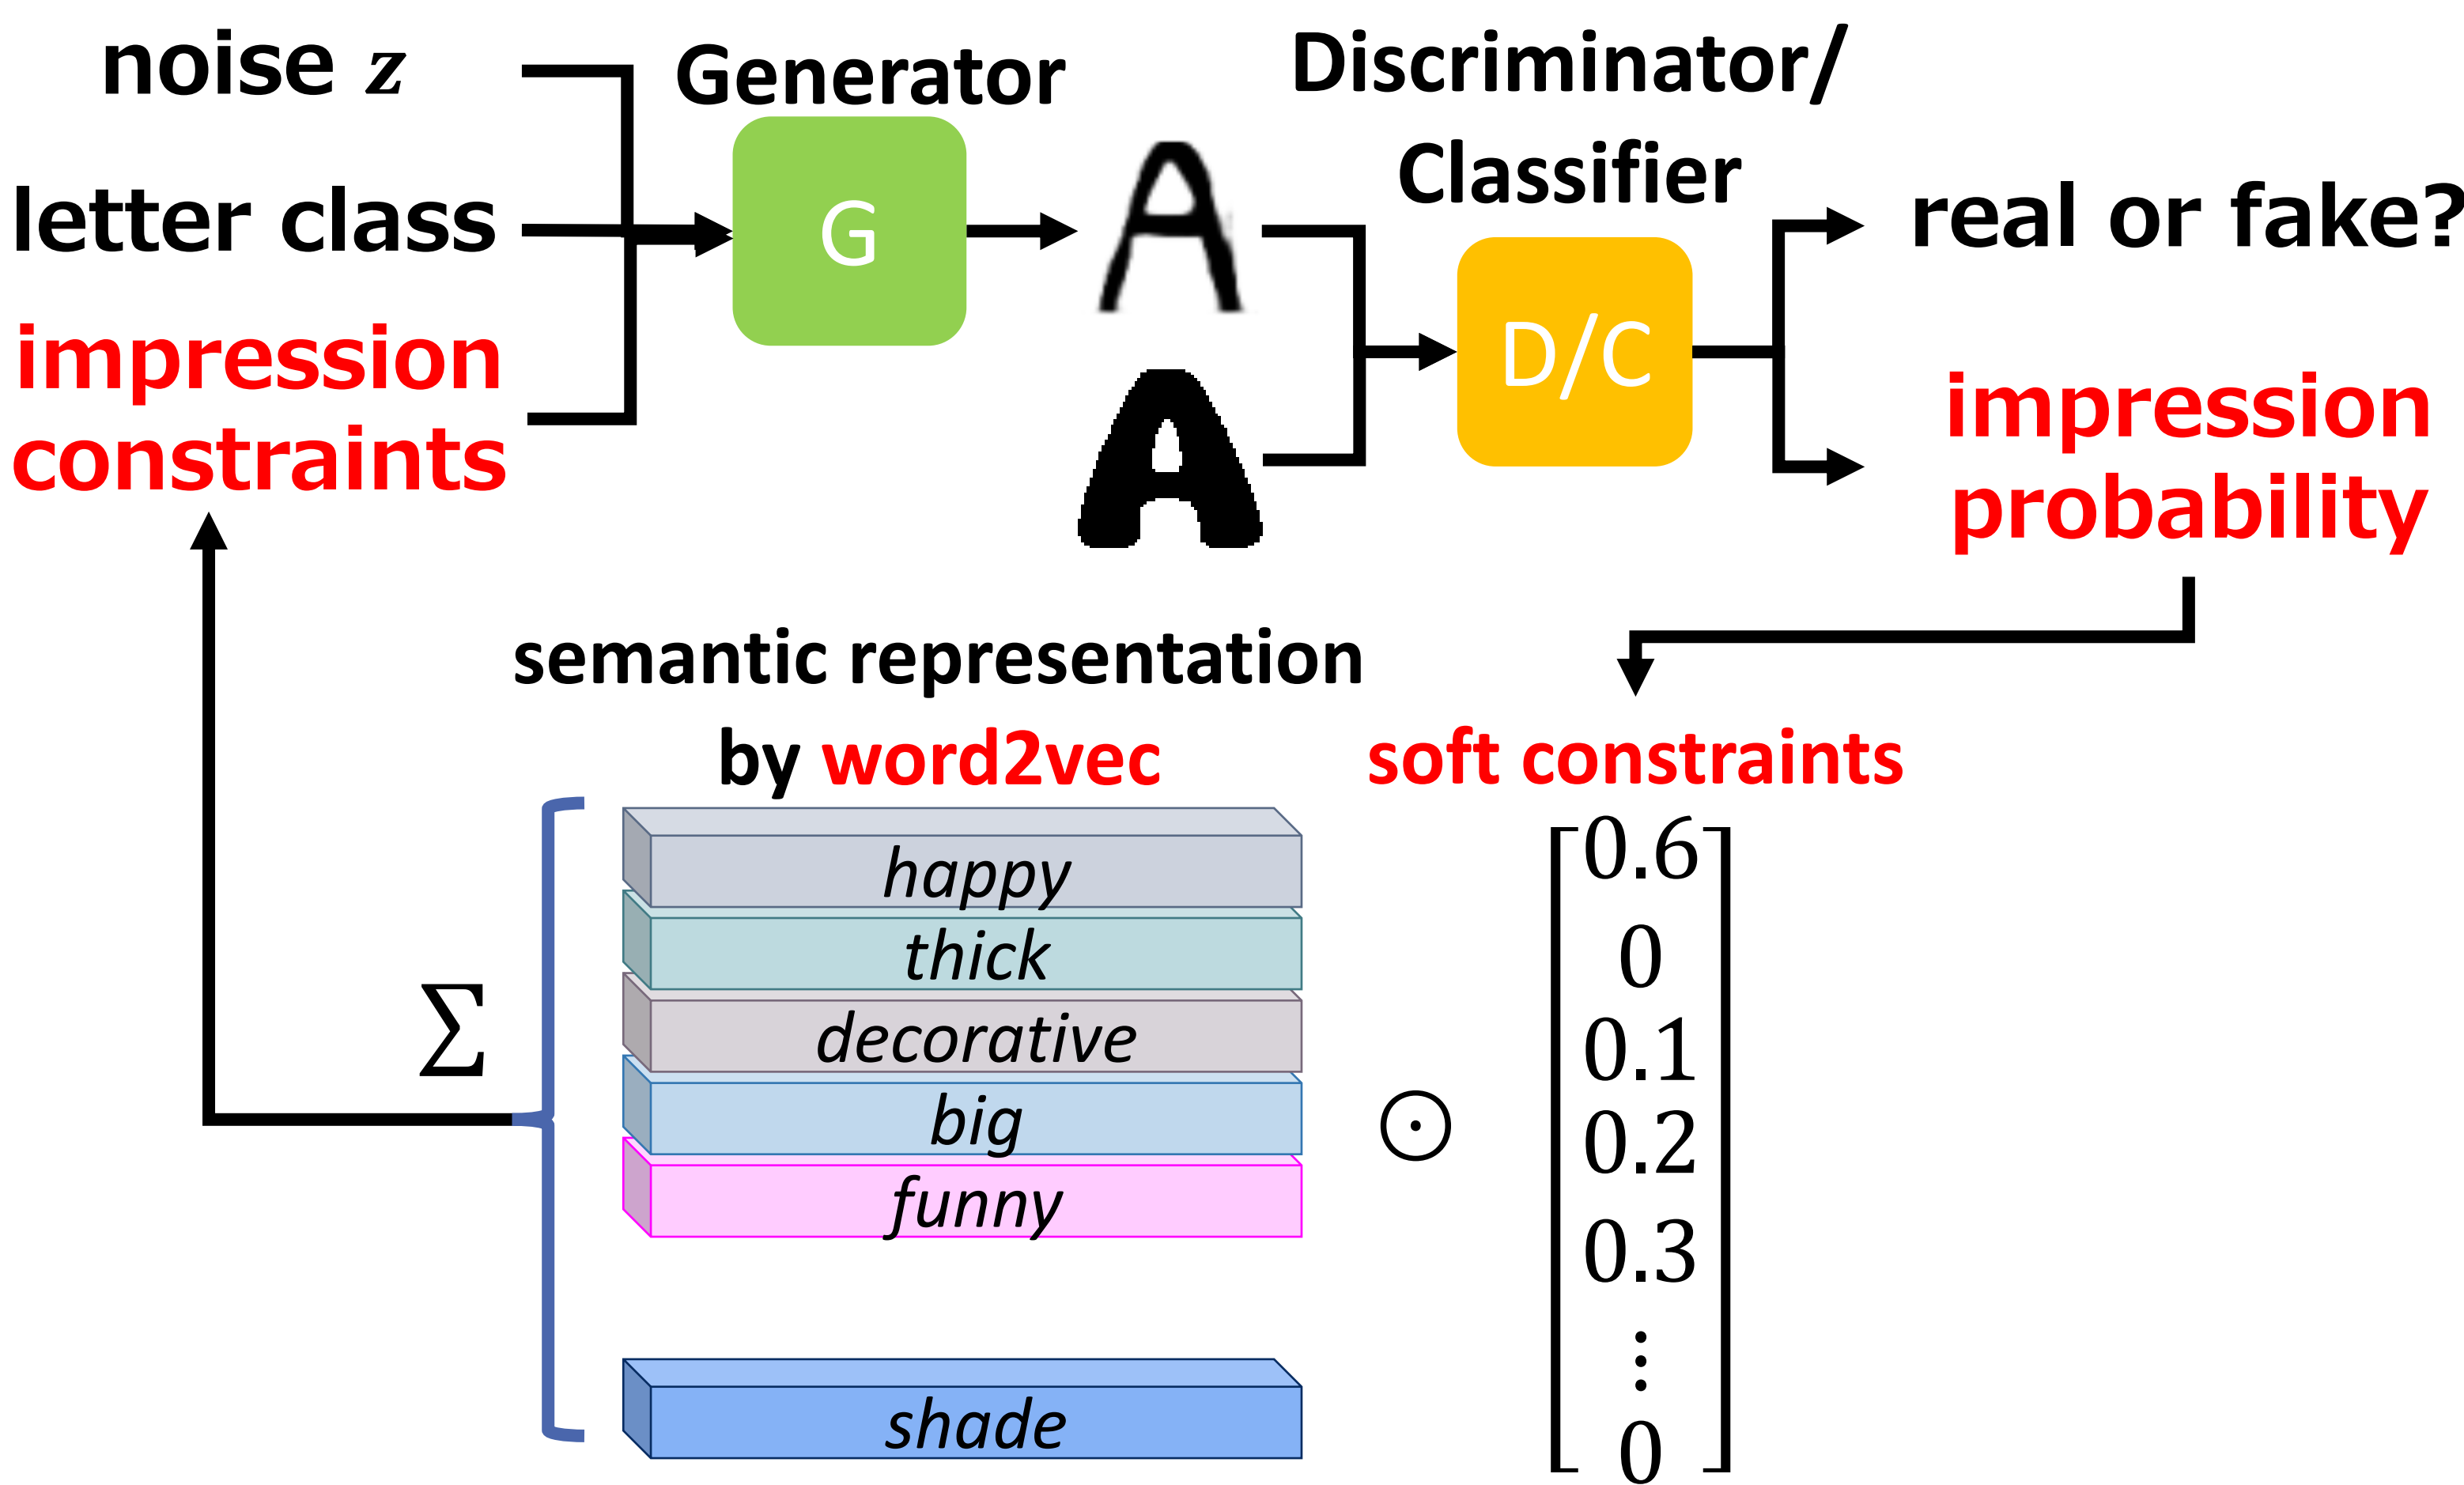 noise z
letter class
impression
constraints
Generator
G
A
A
Discriminator/
Classifier
D/C
real or fake?
impression
probability
semantic representation
by word2vec
soft constraints
happy
thick
decorative
big
funny
shade
Σ
⊙
0.6
0
0.1
0.2
0.3
⋮
0